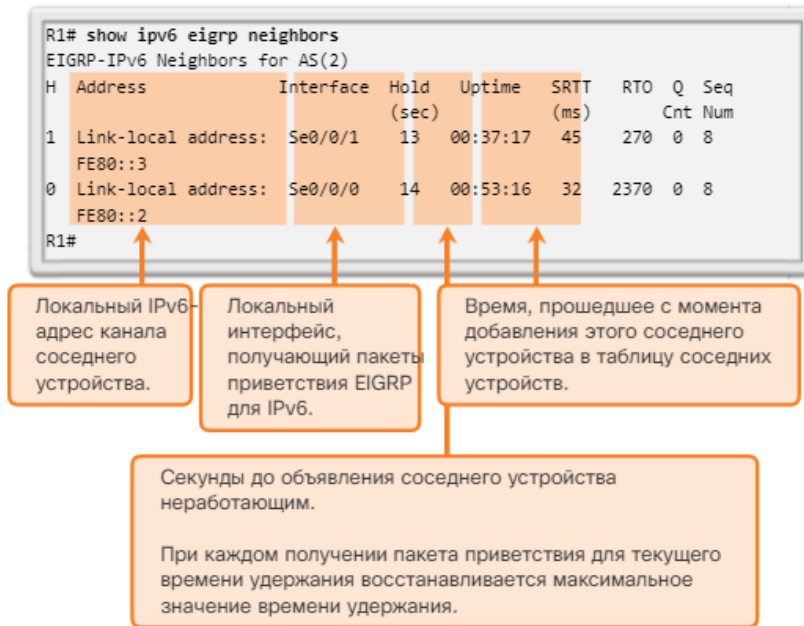 R1# show ipv6 eigrp neighbors
EIGRP-IPv6 Neighbors for AS(2)
H Address Interface Hold Uptime SRTT RTO Q Seq
(sec) (ms) Cnt Num
1 Link-local address: Se0/0/1 13 00:37:17 45 270 0 8
FE80::3
0 Link-local address: Se0/0/0 14 00:53:16 32 2370 0 8
FE80::2
R1#
Локальный IPv6-
адрес канала
соседнего
устройства.
Локальный
интерфейс,
получающий пакеты
приветствия EIGRP
для IPv6.
Время, прошедшее с момента
добавления этого соседнего
устройства в таблицу соседних
устройств.
Секунды до объявления соседнего устройства
неработающим.
При каждом получении пакета приветствия для текущего
времени удержания восстанавливается максимальное
значение времени удержания.